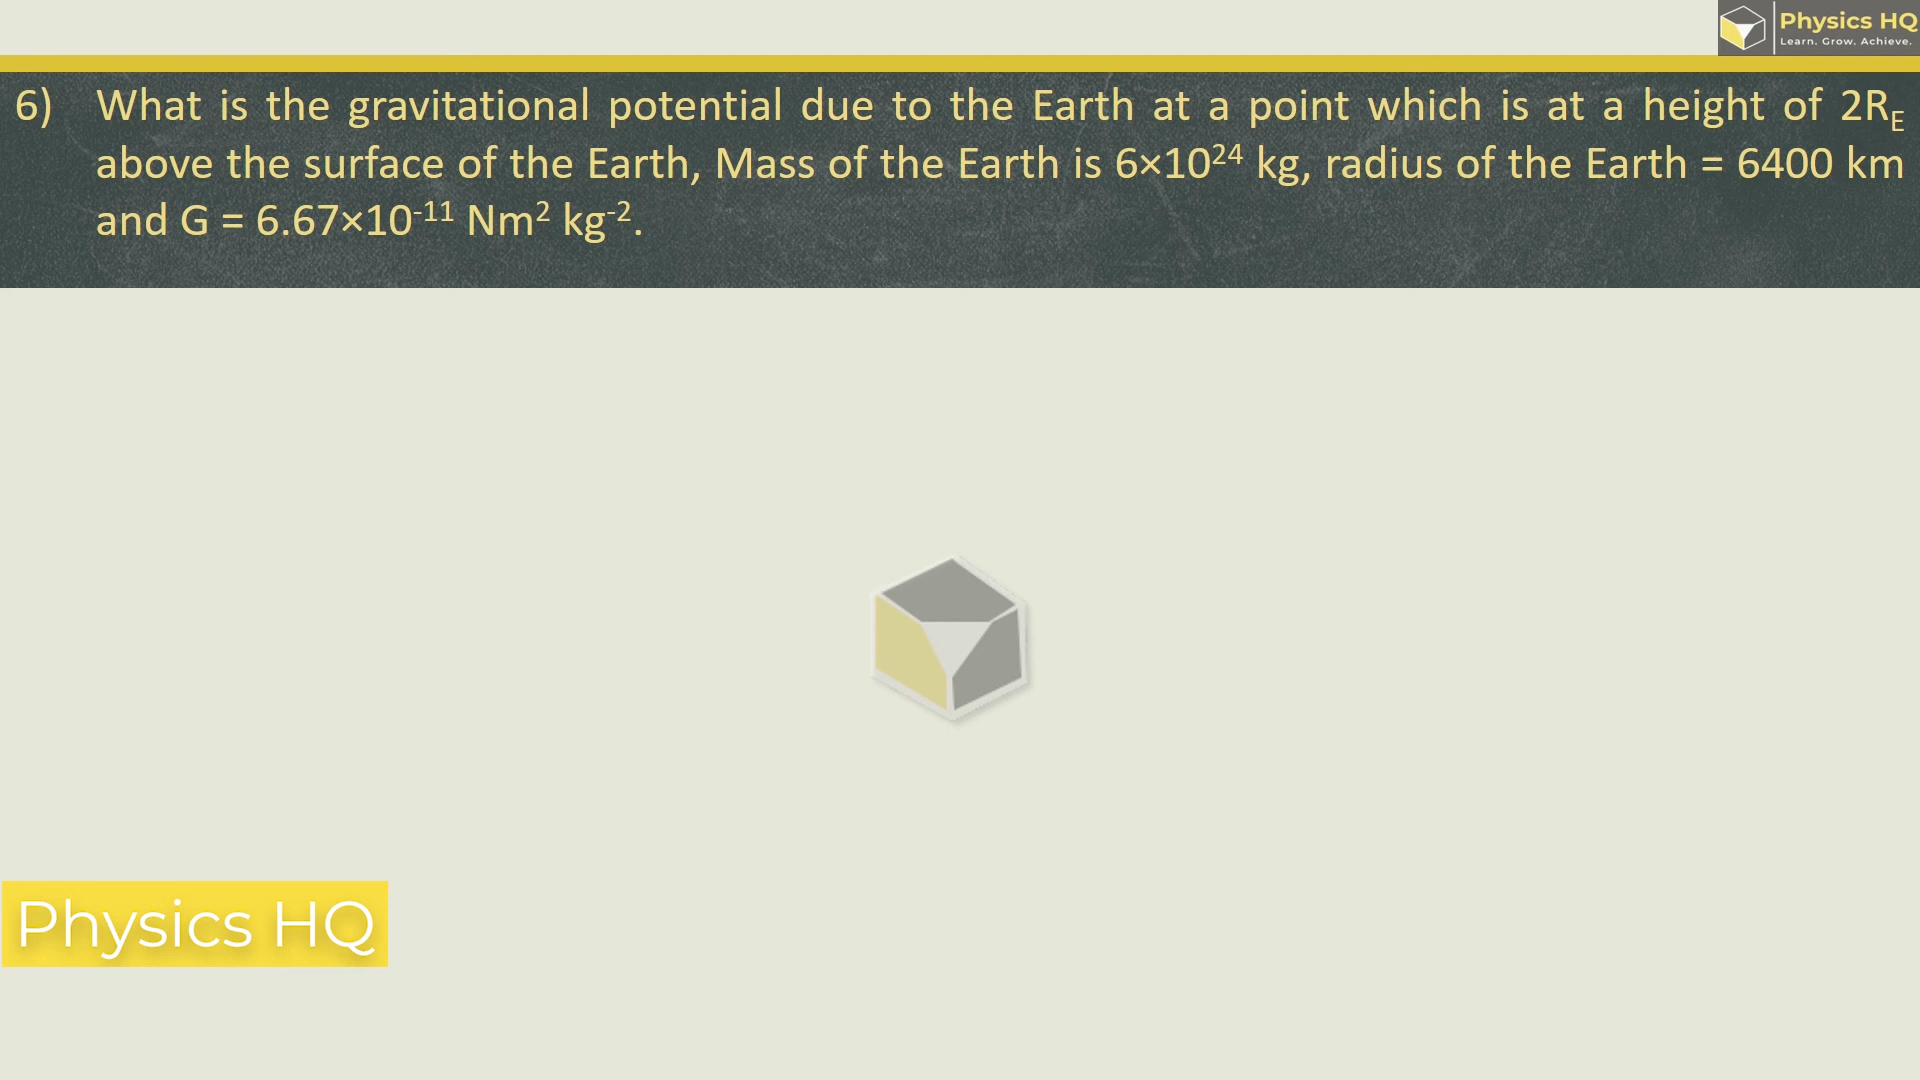 Physics HQ
Learn. Grow. Achieve.
6) What is the gravitational potential due to the Earth at a point which is at a height of 2R_E
above the surface of the Earth, Mass of the Earth is 6×10²⁴ kg, radius of the Earth = 6400 km
and G = 6.67×10⁻¹¹ Nm² kg⁻².
Physics HQ